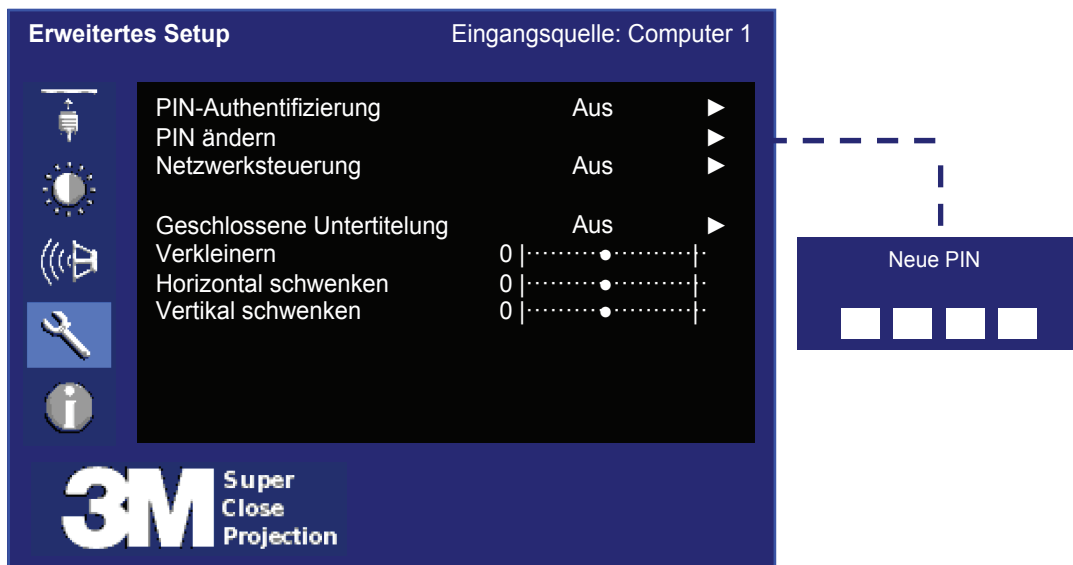 Erweitertes Setup Eingangsquelle: Computer 1
PIN-Authentifizierung Aus ►
PIN ändern ►
Netzwerksteuerung Aus ►
Geschlossene Untertitelung Aus ►
Verkleinern 0
Horizontal schwenken 0
Vertikal schwenken 0
Neue PIN
3M
Super
Close
Projection